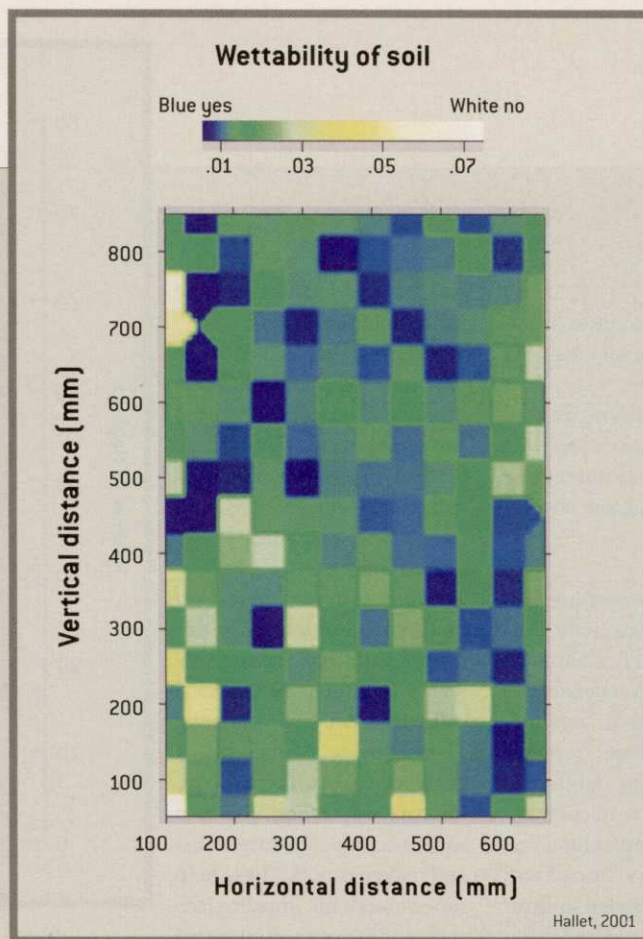 Wettability of soil
Blue yes White no
.01 .03 .05 .07
800
700
600
500
400
300
200
100
Vertical distance (mm)
100 200 300 400 500 600
Horizontal distance (mm)
Hallet, 2001